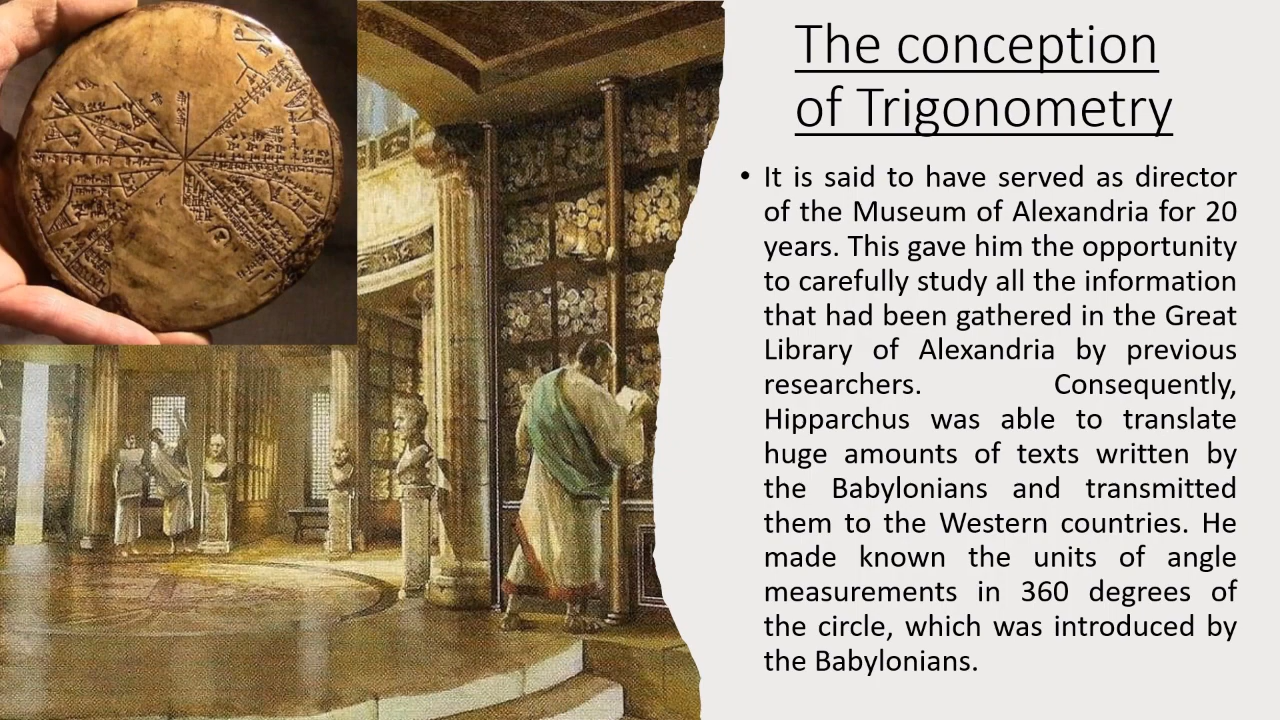 The conception
of Trigonometry
• It is said to have served as director
of the Museum of Alexandria for 20
years. This gave him the opportunity
to carefully study all the information
that had been gathered in the Great
Library of Alexandria by previous
researchers. Consequently,
Hipparchus was able to translate
huge amounts of texts written by
the Babylonians and transmitted
them to the Western countries. He
made known the units of angle
measurements in 360 degrees of
the circle, which was introduced by
the Babylonians.